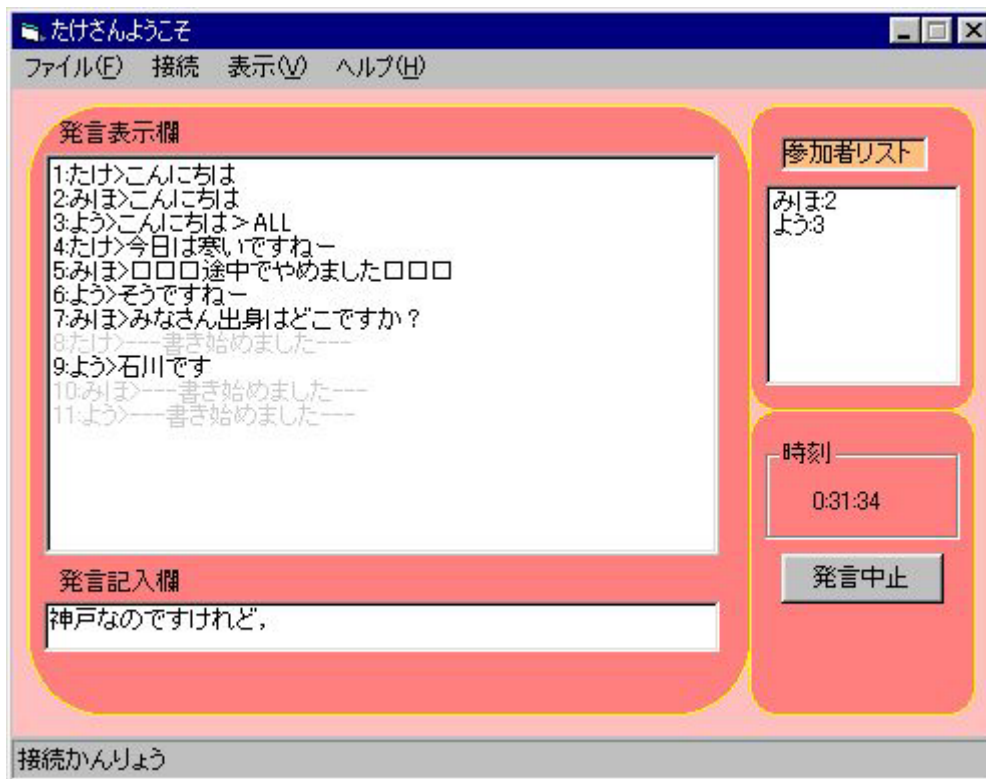 たけさんようこそ
ファイル(F) 接続 表示(V) ヘルプ(H)
発言表示欄
1:たけ>こんにちは
2:みほ>こんにちは
3:よう>こんにちは＞ALL
4:たけ>今日は寒いですねー
5:みほ>□□□途中でやめました□□□
6:よう>そうですねー
7:みほ>みなさん出身はどこですか？
8:たけ>---書き始めました---
9:よう>石川です
10:みほ>---書き始めました---
11:よう>---書き始めました---
発言記入欄
神戸なのですけれど，
参加者リスト
みほ:2
よう:3
時刻
0:31:34
発言中止
接続かんりょう